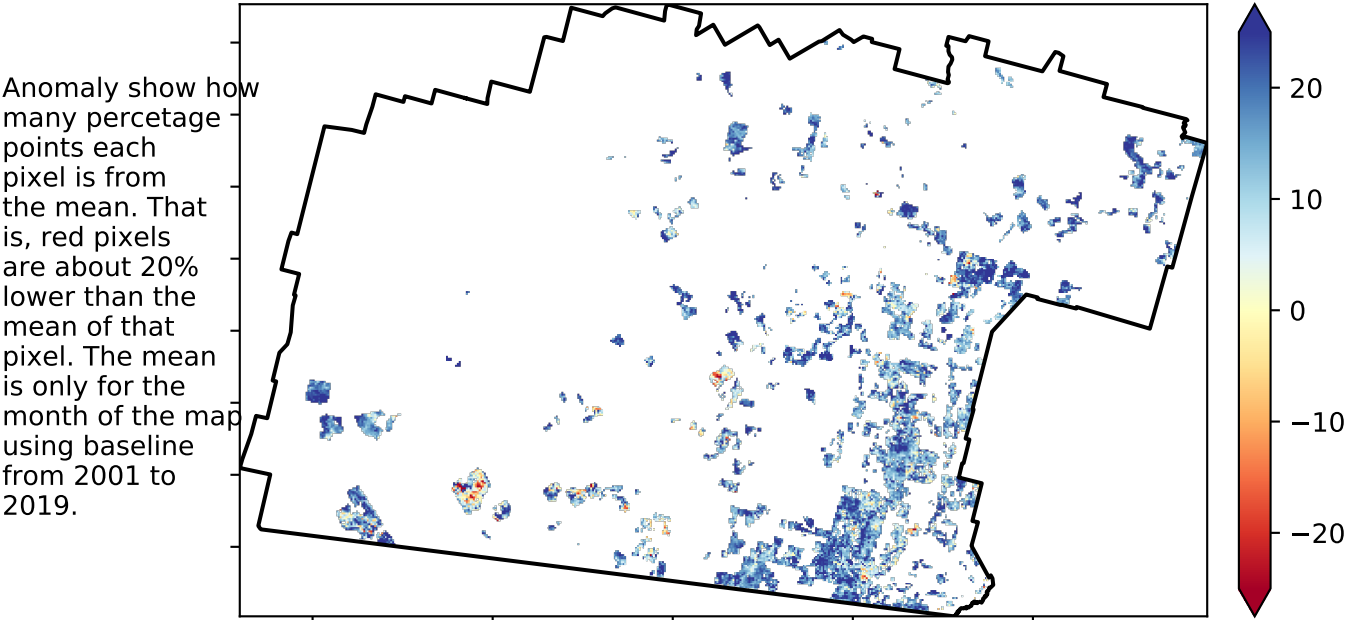 Anomaly show how
many percetage
points each
pixel is from
the mean. That
is, red pixels
are about 20%
lower than the
mean of that
pixel. The mean
is only for the
month of the map
using baseline
from 2001 to
2019.
20
10
0
−10
−20